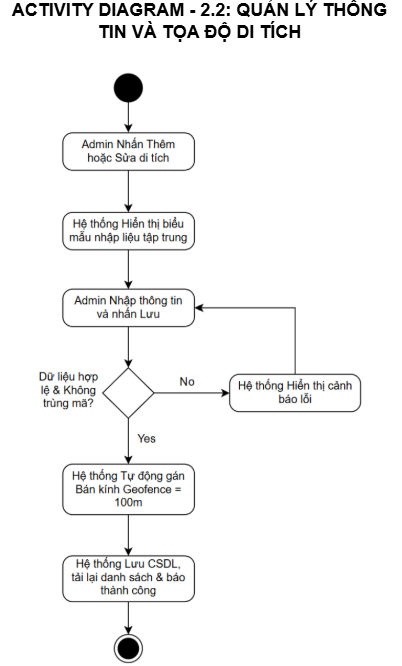 ACTIVITY DIAGRAM - 2.2: QUẢN LÝ THÔNG
TIN VÀ TỌA ĐỘ DI TÍCH
Admin Nhấn Thêm
hoặc Sửa di tích
Hệ thống Hiển thị biểu
mẫu nhập liệu tập trung
Admin Nhập thông tin
và nhấn Lưu
Dữ liệu hợp
lệ & Không
trùng mã?
No
Hệ thống Hiển thị cảnh
báo lỗi
Yes
Hệ thống Tự động gán
Bán kính Geofence =
100m
Hệ thống Lưu CSDL,
tải lại danh sách & báo
thành công